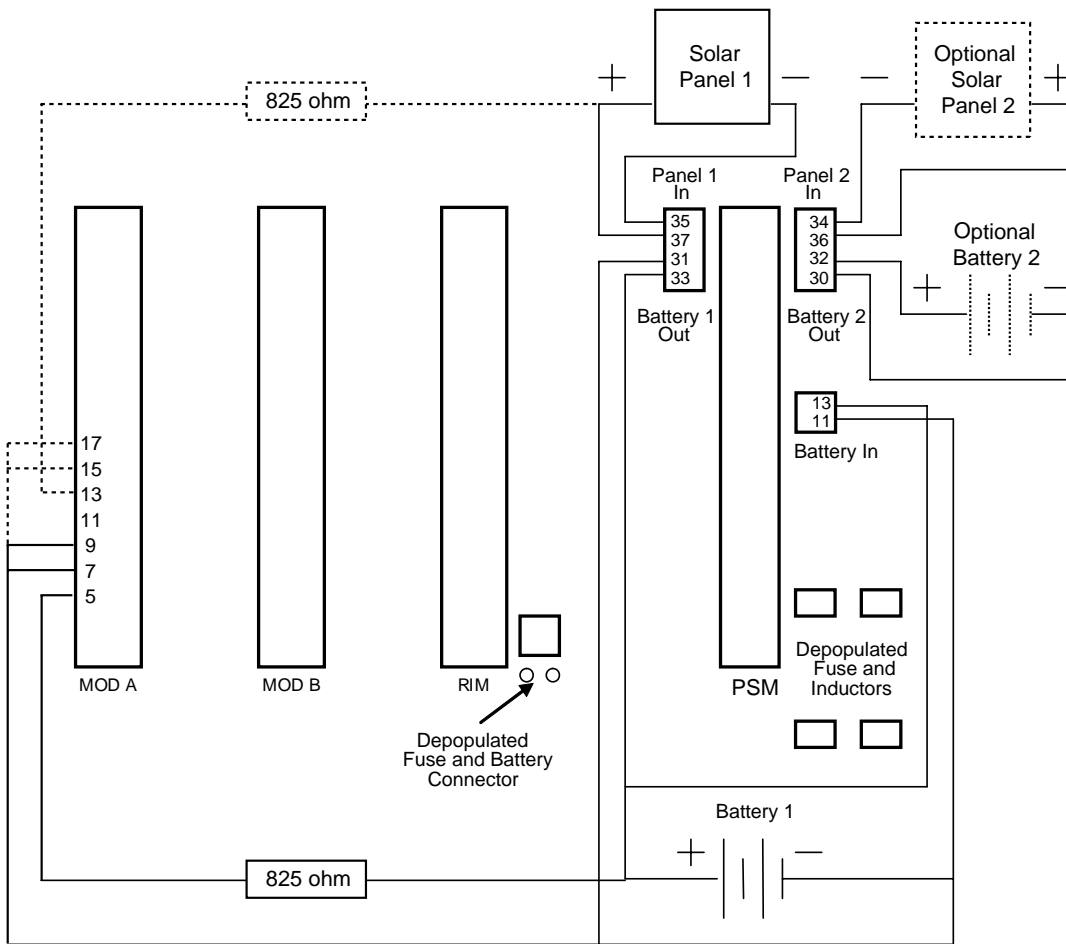 Solar
Panel 1
+
−
−
Optional
Solar
Panel 2
+
825 ohm
Panel 1
In
35
37
31
33
Battery 1
Out
Panel 2
In
34
36
32
30
Battery 2
Out
Optional
Battery 2
+
−
13
11
Battery In
17
15
13
11
9
7
5
MOD A
MOD B
RIM
Depopulated
Fuse and Battery
Connector
PSM
Depopulated
Fuse and
Inductors
Battery 1
+
−
825 ohm